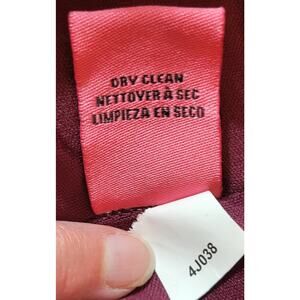 DRY CLEAN
NETTOYER À SEC
LIMPIEZA EN SECO
4J038